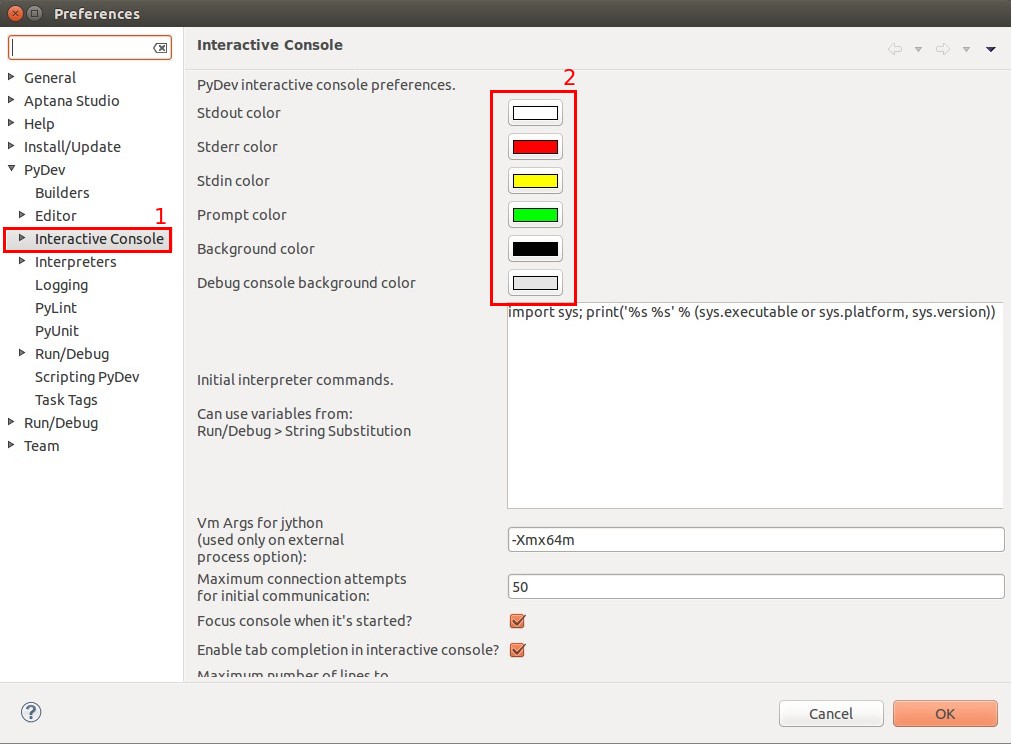 Preferences
General
Aptana Studio
Help
Install/Update
PyDev
Builders
Editor
1
Interactive Console
Interpreters
Logging
PyLint
PyUnit
Run/Debug
Scripting PyDev
Task Tags
Run/Debug
Team
Interactive Console
PyDev interactive console preferences.
2
Stdout color
Stderr color
Stdin color
Prompt color
Background color
Debug console background color
import sys; print('%s %s' % (sys.executable or sys.platform, sys.version))
Initial interpreter commands.
Can use variables from:
Run/Debug > String Substitution
Vm Args for jython
(used only on external
process option):
-Xmx64m
Maximum connection attempts
for initial communication:
50
Focus console when it's started?
Enable tab completion in interactive console?
Maximum number of lines to
?
Cancel
OK